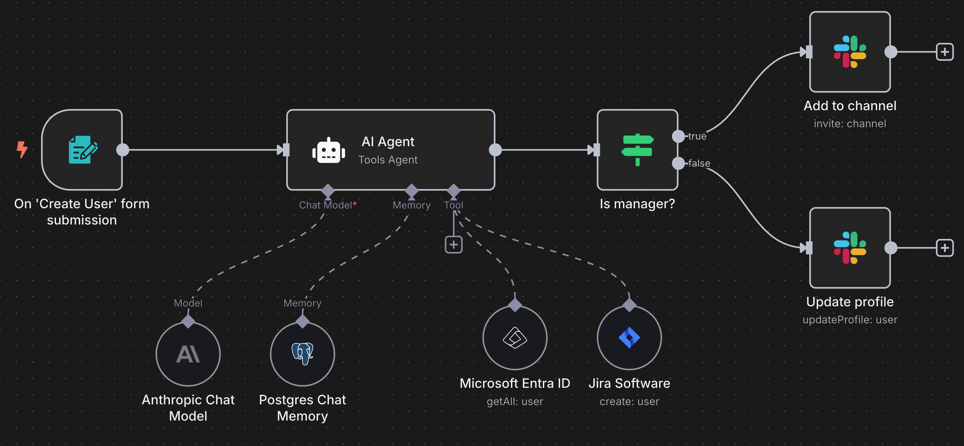 Add to channel
invite: channel
AI Agent
Tools Agent
true
false
On 'Create User' form
submission
Chat Model*
Memory
Tool
Is manager?
Model
Memory
Update profile
updateProfile: user
Anthropic Chat
Model
Postgres Chat
Memory
Microsoft Entra ID
getAll: user
Jira Software
create: user